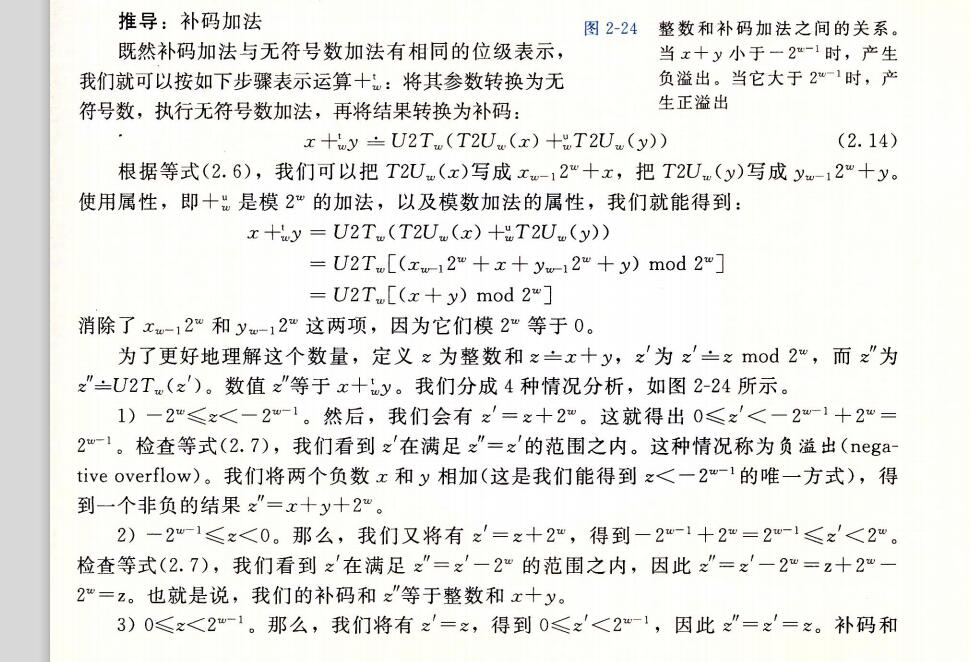 推导：补码加法
既然补码加法与无符号数加法有相同的位级表示，
我们就可以按如下步骤表示运算+ᵗ_w：将其参数转换为无
符号数，执行无符号数加法，再将结果转换为补码：
图 2-24 整数和补码加法之间的关系。
当 x+y 小于－2^{w-1} 时，产生
负溢出。当它大于 2^{w-1} 时，产
生正溢出
x +ᵗ_w y ≐ U2T_w(T2U_w(x) +ᵘ_w T2U_w(y)) (2.14)
根据等式(2.6)，我们可以把 T2U_w(x)写成 x_{w-1}2^w＋x，把 T2U_w(y)写成 y_{w-1}2^w＋y。
使用属性，即+ᵘ_w 是模 2^w 的加法，以及模数加法的属性，我们就能得到：
x +ᵗ_w y = U2T_w(T2U_w(x) +ᵘ_w T2U_w(y))
= U2T_w[(x_{w-1}2^w + x + y_{w-1}2^w + y) mod 2^w]
= U2T_w[(x + y) mod 2^w]
消除了 x_{w-1}2^w 和 y_{w-1}2^w 这两项，因为它们模 2^w 等于 0。
为了更好地理解这个数量，定义 z 为整数和 z≐x＋y，z′为 z′≐z mod 2^w，而 z″为
z″≐U2T_w(z′)。数值 z″等于 x+ᵗ_w y。我们分成 4 种情况分析，如图 2-24 所示。
1）－2^w≤z<－2^{w-1}。然后，我们会有 z′＝z＋2^w。这就得出 0≤z′<－2^{w-1}＋2^w＝
2^{w-1}。检查等式(2.7)，我们看到 z′在满足 z″＝z′的范围之内。这种情况称为负溢出(nega-
tive overflow)。我们将两个负数 x 和 y 相加(这是我们能得到 z<－2^{w-1}的唯一方式)，得
到一个非负的结果 z″＝x＋y＋2^w。
2）－2^{w-1}≤z<0。那么，我们又将有 z′＝z＋2^w，得到－2^{w-1}＋2^w＝2^{w-1}≤z′<2^w。
检查等式(2.7)，我们看到 z′在满足 z″＝z′－2^w 的范围之内，因此 z″＝z′－2^w＝z＋2^w－
2^w＝z。也就是说，我们的补码和 z″等于整数和 x＋y。
3）0≤z<2^{w-1}。那么，我们将有 z′＝z，得到 0≤z′<2^{w-1}，因此 z″＝z′＝z。补码和